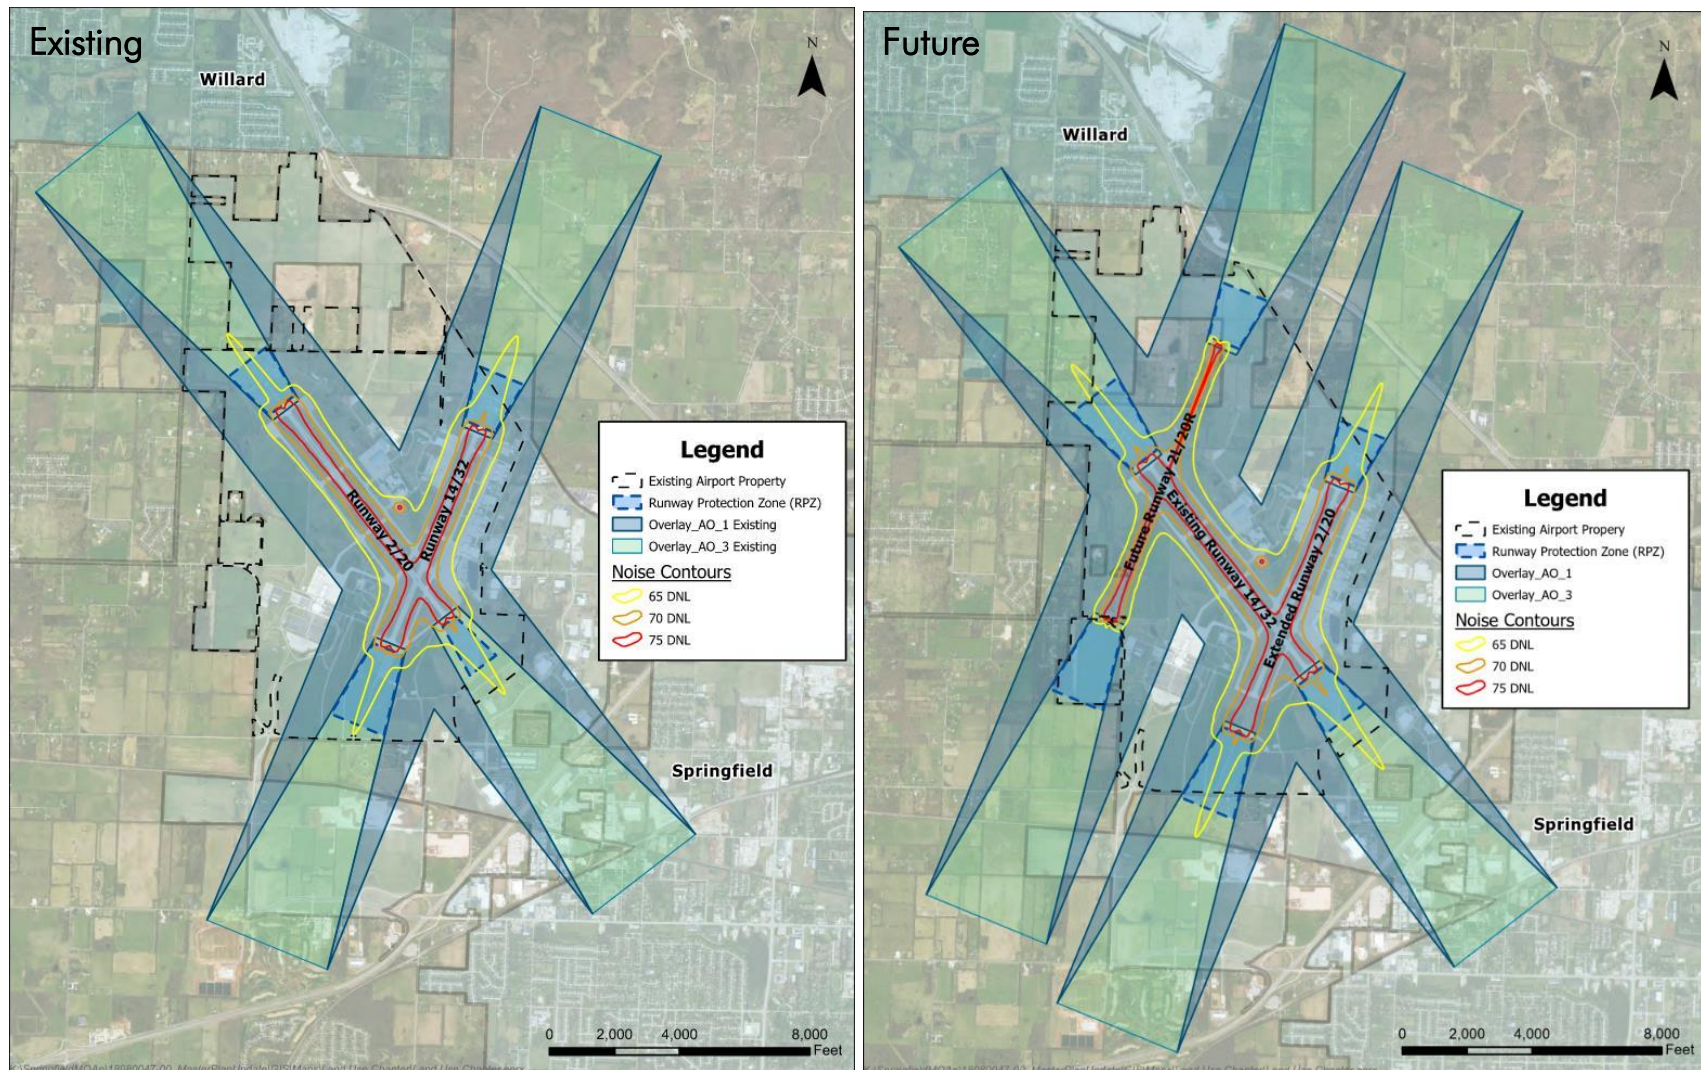 Existing
N
Willard
Runway 2/20
Runway 14/32
Springfield
Legend
Existing Airport Property
Runway Protection Zone (RPZ)
Overlay_AO_1 Existing
Overlay_AO_3 Existing
Noise Contours
65 DNL
70 DNL
75 DNL
0 2,000 4,000 8,000
Feet
Future
N
Willard
Future Runway 2L/20R
Existing Runway 14/32
Extended Runway 2/20
Springfield
Legend
Existing Airport Propery
Runway Protection Zone (RPZ)
Overlay_AO_1
Overlay_AO_3
Noise Contours
65 DNL
70 DNL
75 DNL
0 2,000 4,000 8,000
Feet